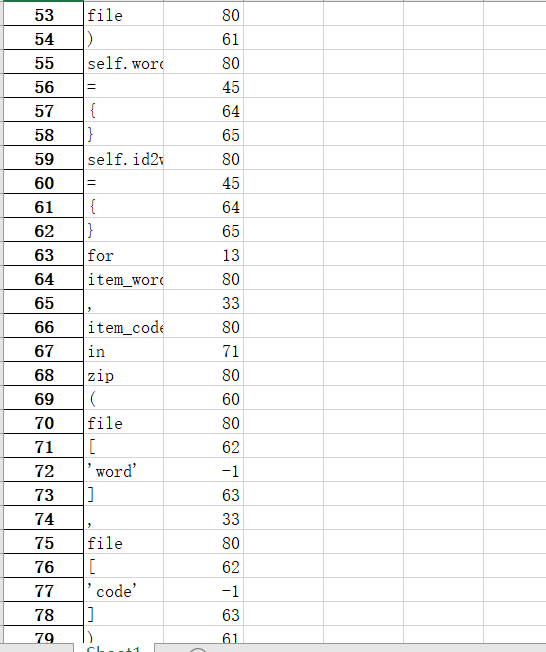 53 file 80
54 ) 61
55 self.word 80
56 = 45
57 { 64
58 } 65
59 self.id2w 80
60 = 45
61 { 64
62 } 65
63 for 13
64 item_word 80
65 , 33
66 item_code 80
67 in 71
68 zip 80
69 ( 60
70 file 80
71 [ 62
72 'word' -1
73 ] 63
74 , 33
75 file 80
76 [ 62
77 'code' -1
78 ] 63
79 ) 61
Sheet1